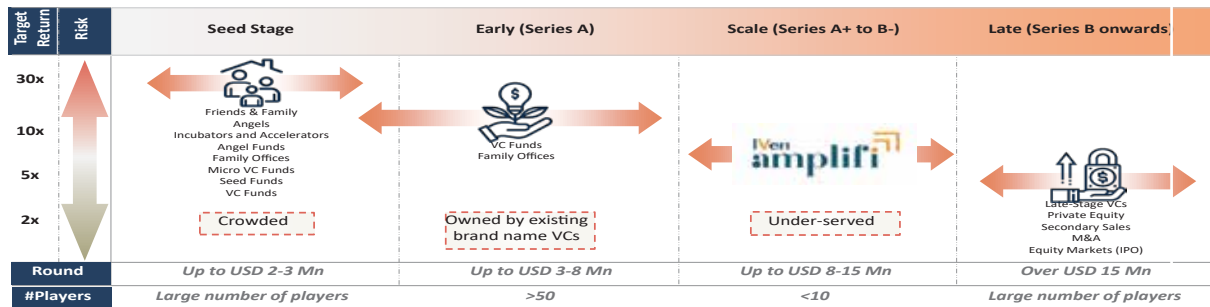 Target Return
Risk
Seed Stage
Early (Series A)
Scale (Series A+ to B-)
Late (Series B onwards)
30x
10x
5x
2x
Friends & Family
Angels
Incubators and Accelerators
Angel Funds
Family Offices
Micro VC Funds
Seed Funds
VC Funds
Crowded
VC Funds
Family Offices
Owned by existing
brand name VCs
IVen
amplifi
Under-served
Late-Stage VCs
Private Equity
Secondary Sales
M&A
Equity Markets (IPO)
Round
Up to USD 2-3 Mn
Up to USD 3-8 Mn
Up to USD 8-15 Mn
Over USD 15 Mn
#Players
Large number of players
>50
<10
Large number of players